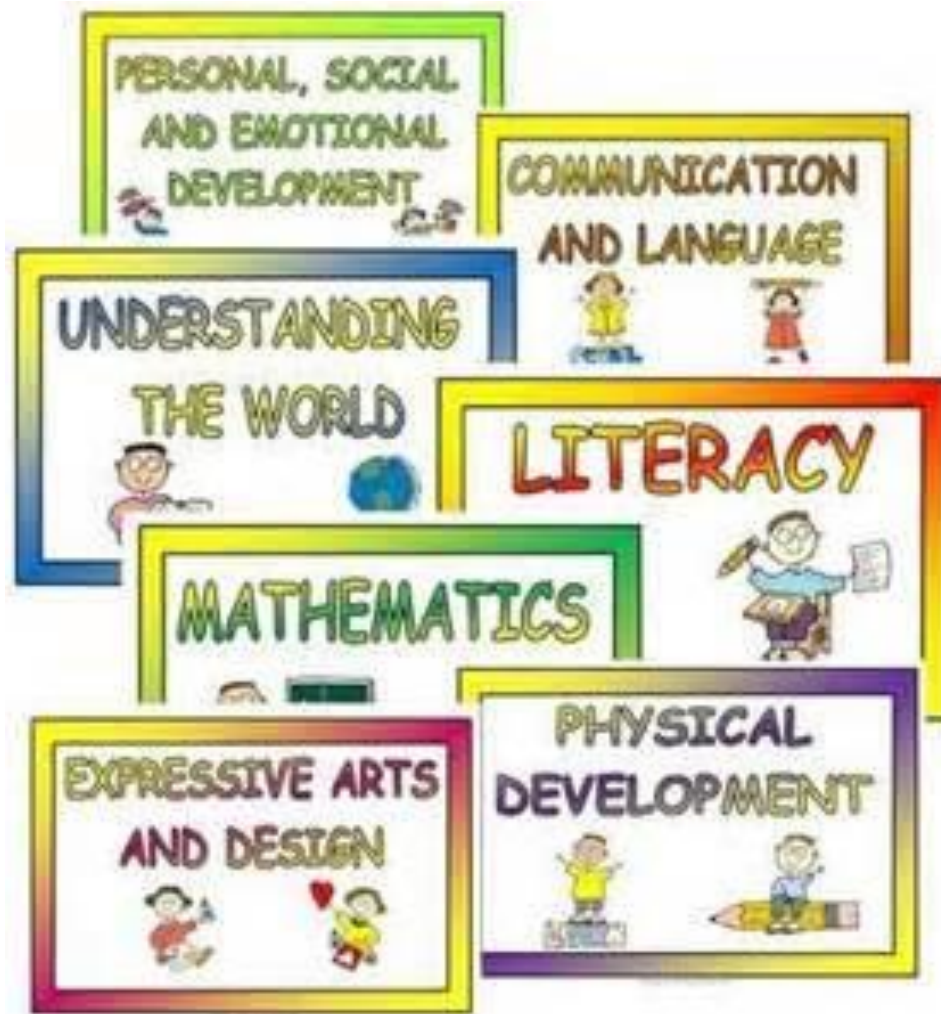 PERSONAL, SOCIAL
AND EMOTIONAL
DEVELOPMENT
COMMUNICATION
AND LANGUAGE
UNDERSTANDING
THE WORLD
LITERACY
MATHEMATICS
PHYSICAL
DEVELOPMENT
EXPRESSIVE ARTS
AND DESIGN